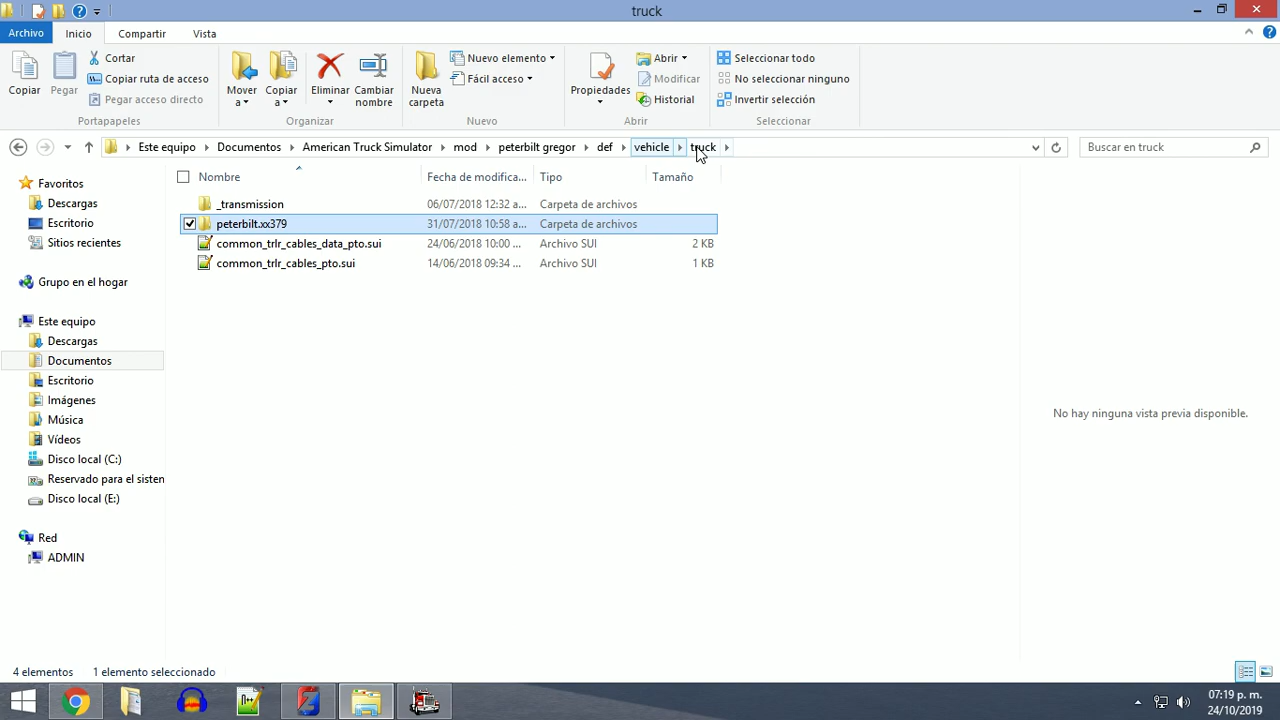 truck
Archivo Inicio Compartir Vista
Copiar
Pegar
Cortar
Copiar ruta de acceso
Pegar acceso directo
Portapapeles
Mover a
Copiar a
Eliminar
Cambiar nombre
Organizar
Nueva carpeta
Nuevo elemento
Fácil acceso
Nuevo
Propiedades
Abrir
Modificar
Historial
Abrir
Seleccionar todo
No seleccionar ninguno
Invertir selección
Seleccionar
Este equipo Documentos American Truck Simulator mod peterbilt gregor def vehicle truck
Buscar en truck
Favoritos
Descargas
Escritorio
Sitios recientes
Grupo en el hogar
Este equipo
Descargas
Documentos
Escritorio
Imágenes
Música
Vídeos
Disco local (C:)
Reservado para el sisten
Disco local (E:)
Red
ADMIN
Nombre Fecha de modifica... Tipo Tamaño
_transmission 06/07/2018 12:32 a... Carpeta de archivos
peterbilt.xx379 31/07/2018 10:58 a... Carpeta de archivos
common_trlr_cables_data_pto.sui 24/06/2018 10:00 ... Archivo SUI 2 KB
common_trlr_cables_pto.sui 14/06/2018 09:34 ... Archivo SUI 1 KB
No hay ninguna vista previa disponible.
4 elementos 1 elemento seleccionado
07:19 p. m.
24/10/2019